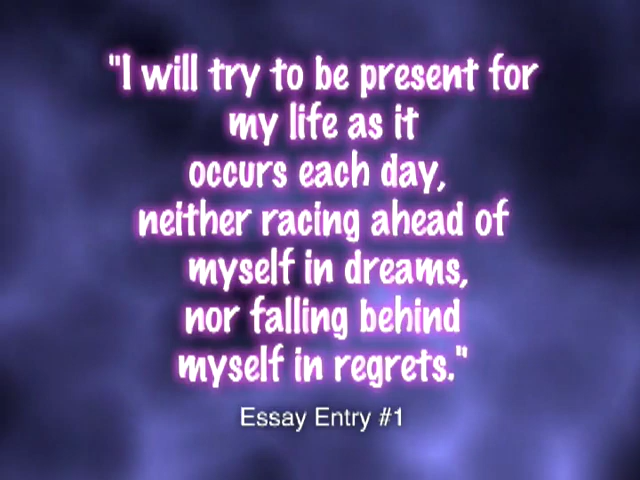 "I will try to be present for
my life as it
occurs each day,
neither racing ahead of
myself in dreams,
nor falling behind
myself in regrets."
Essay Entry #1